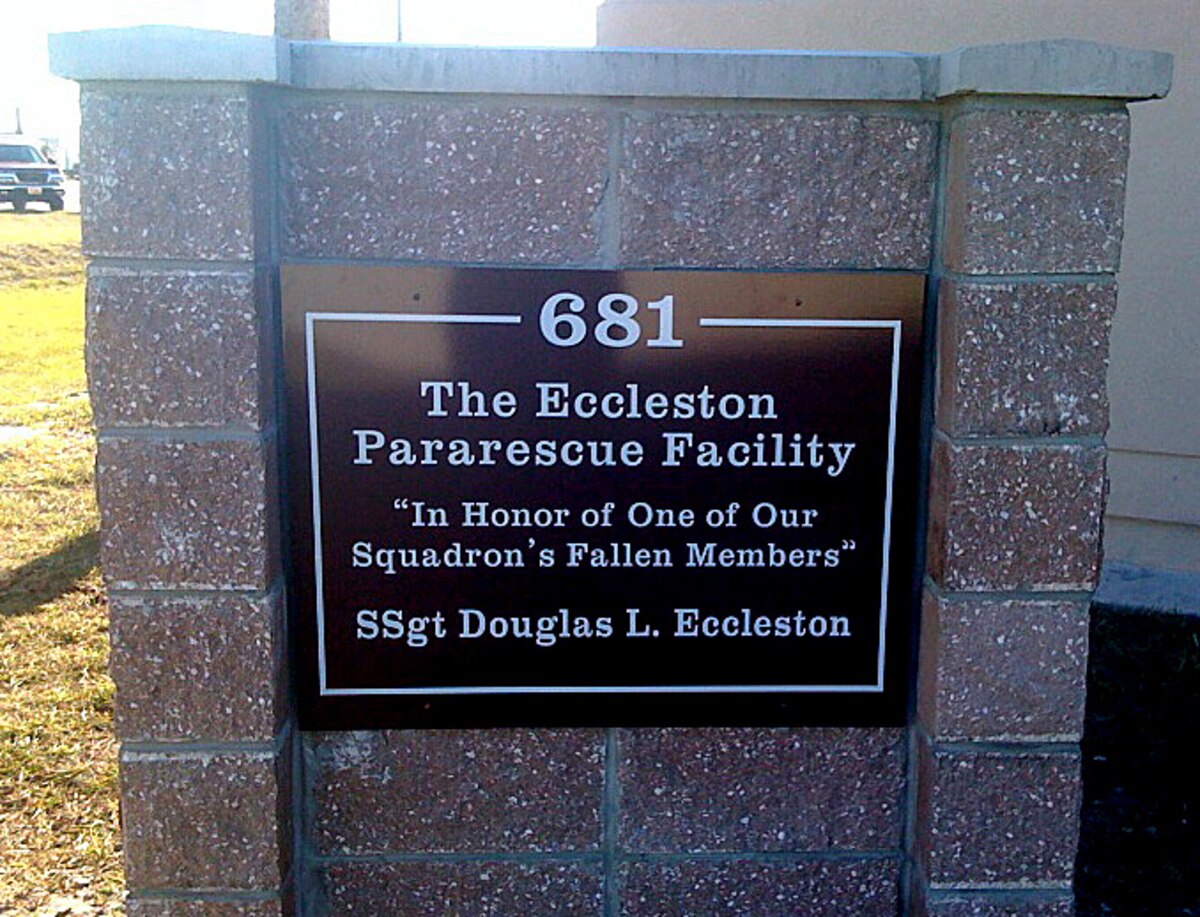 681
The Eccleston
Pararescue Facility
“In Honor of One of Our
Squadron's Fallen Members”
SSgt Douglas L. Eccleston